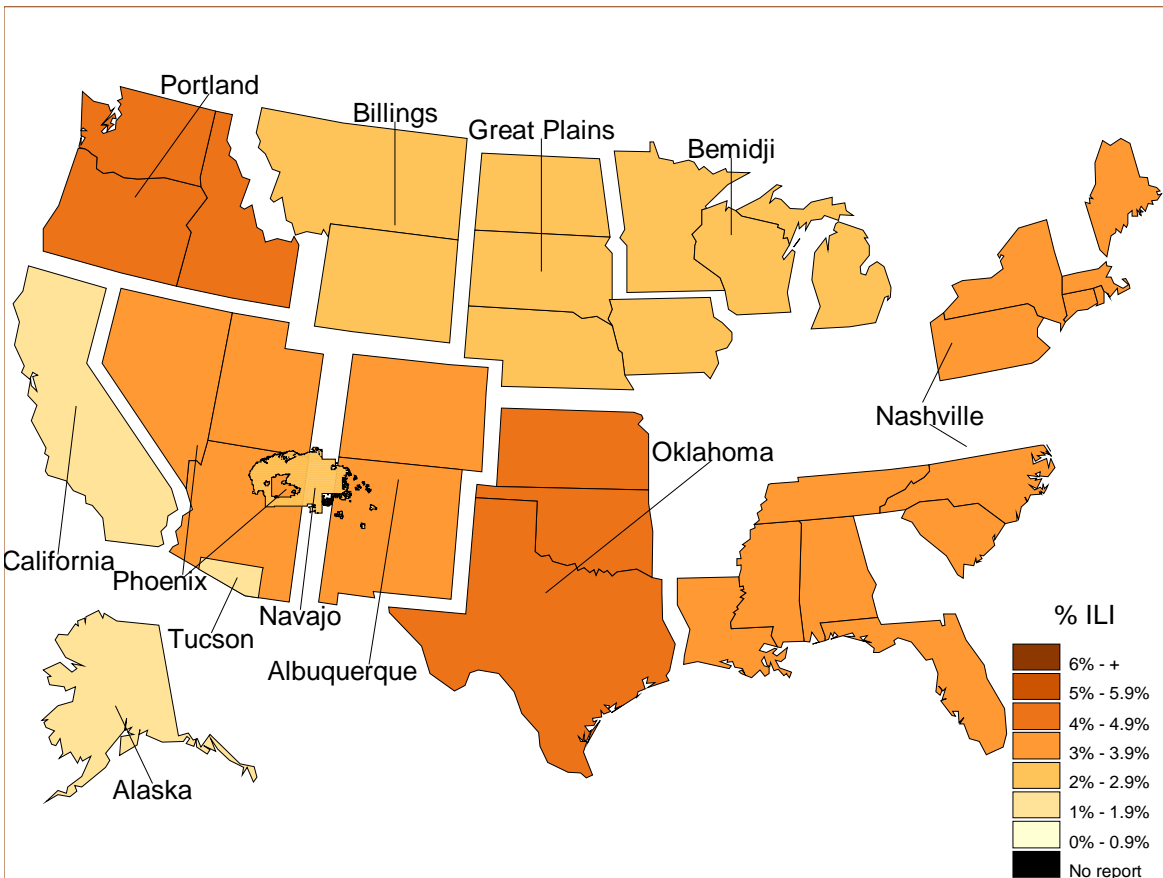 Portland
Billings
Great Plains
Bemidji
Nashville
Oklahoma
California
Phoenix
Tucson
Navajo
Albuquerque
Alaska
% ILI
6% - +
5% - 5.9%
4% - 4.9%
3% - 3.9%
2% - 2.9%
1% - 1.9%
0% - 0.9%
No report